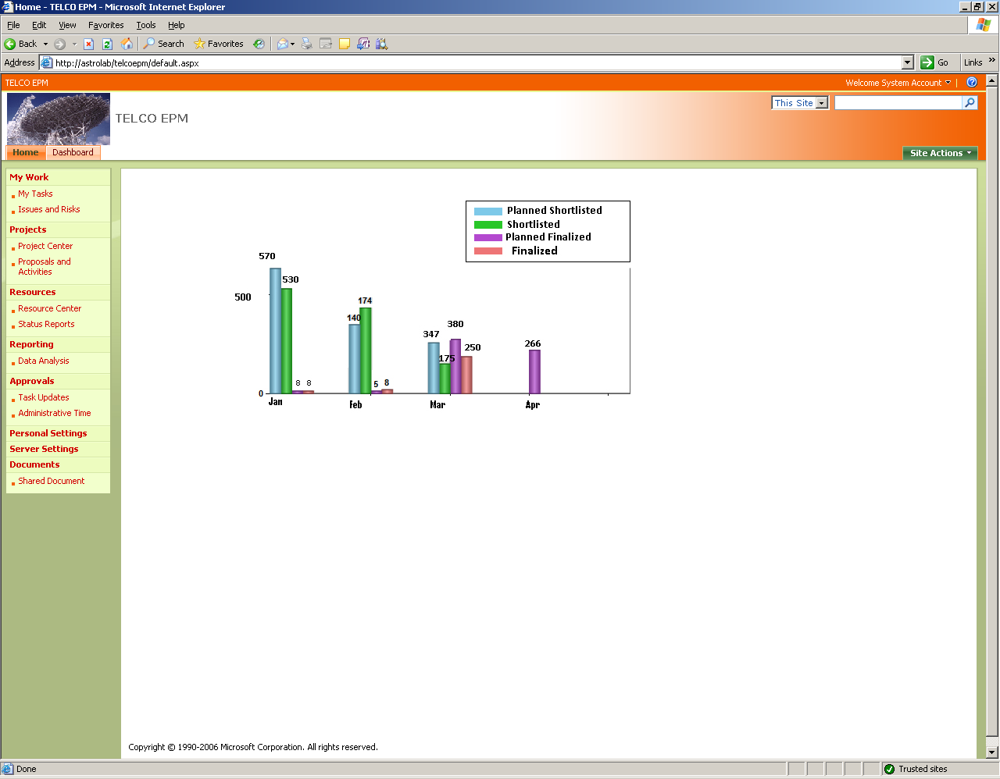 Home - TELCO EPM - Microsoft Internet Explorer
File Edit View Favorites Tools Help
Back Search Favorites
Address http://astrolab/telcoepm/default.aspx Go Links »
TELCO EPM Welcome System Account
TELCO EPM
This Site
Home Dashboard Site Actions
My Work
My Tasks
Issues and Risks
Projects
Project Center
Proposals and
Activities
Resources
Resource Center
Status Reports
Reporting
Data Analysis
Approvals
Task Updates
Administrative Time
Personal Settings
Server Settings
Documents
Shared Document
Planned Shortlisted
Shortlisted
Planned Finalized
Finalized
570
530
500
174
140
380
347
250
175
266
8 8
5 8
0
Jan Feb Mar Apr
Copyright © 1990-2006 Microsoft Corporation. All rights reserved.
Done Trusted sites